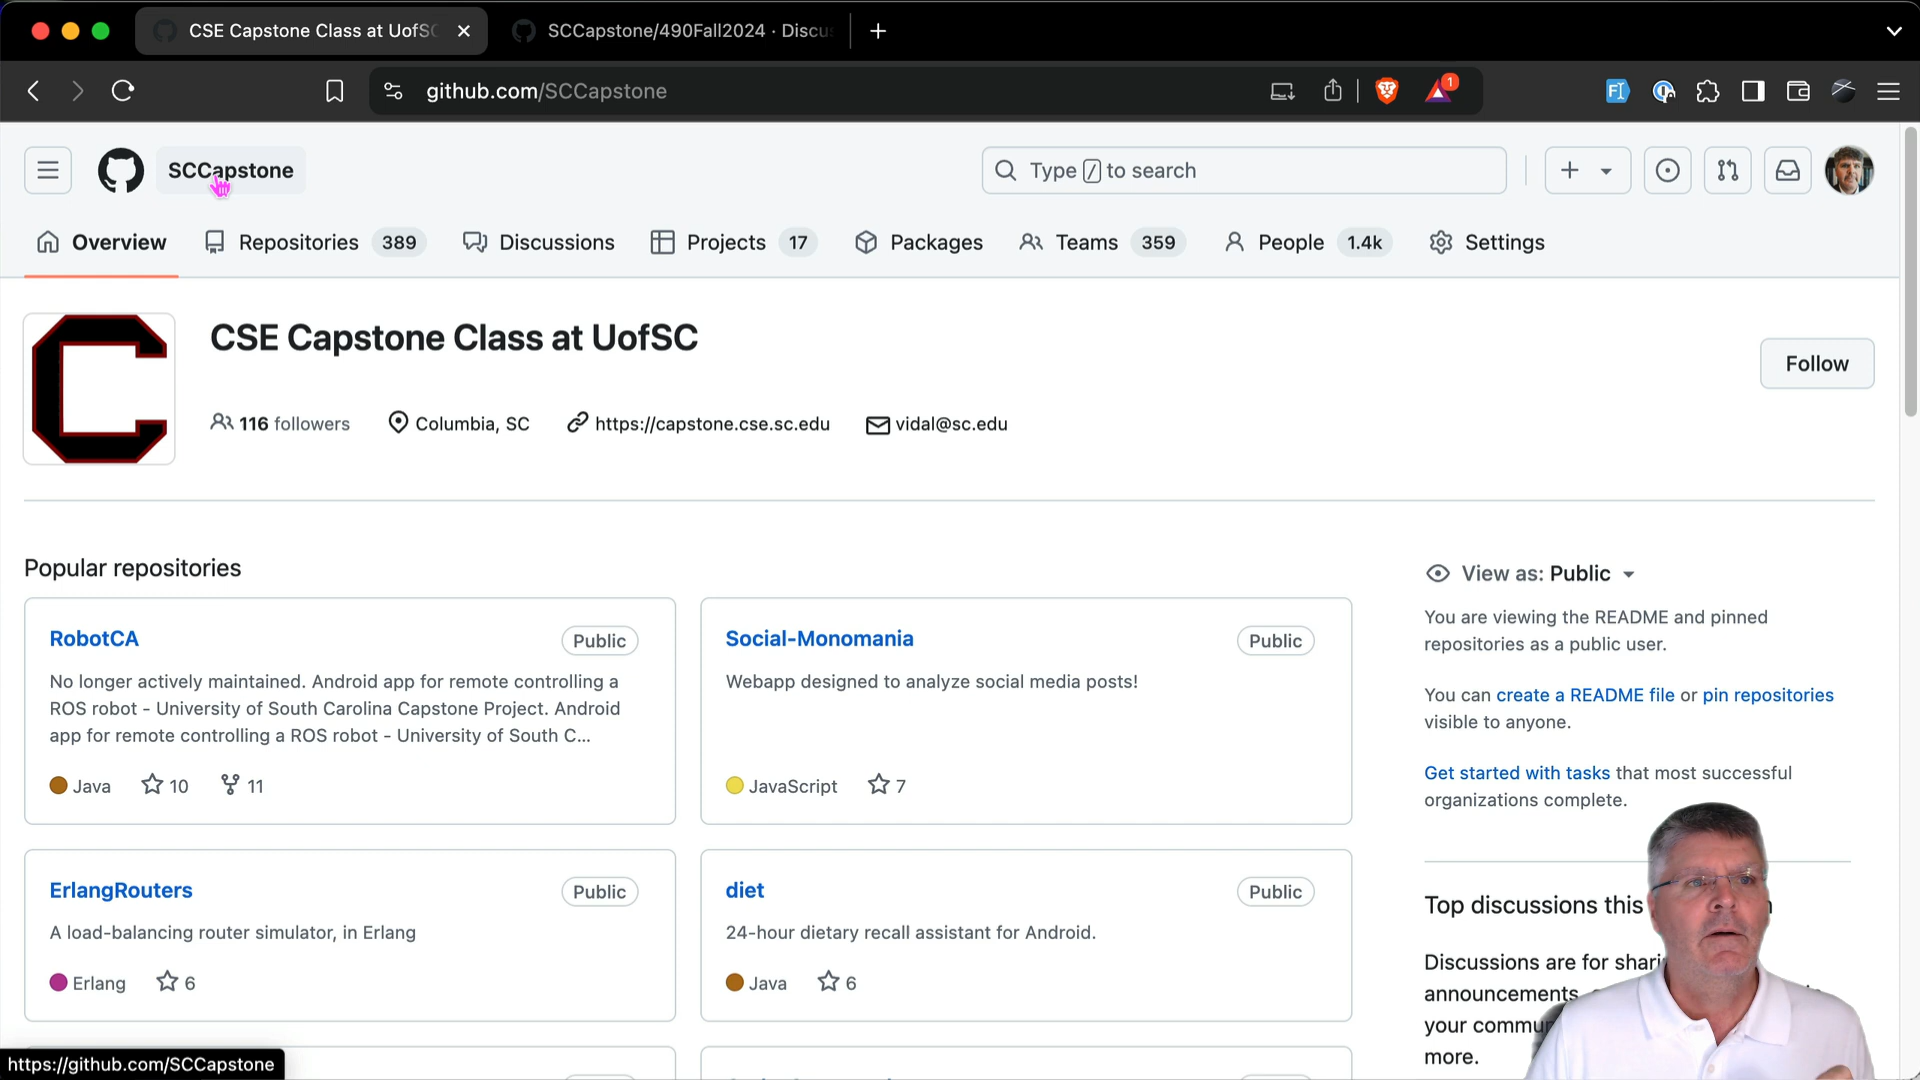 CSE Capstone Class at UofSC
SCCapstone/490Fall2024 · Discu
github.com/SCCapstone
1
SCCapstone
Type / to search
Overview
Repositories 389
Discussions
Projects 17
Packages
Teams 359
People 1.4k
Settings
CSE Capstone Class at UofSC
Follow
116 followers
Columbia, SC
https://capstone.cse.sc.edu
vidal@sc.edu
Popular repositories
RobotCA
Public
No longer actively maintained. Android app for remote controlling a
ROS robot - University of South Carolina Capstone Project. Android
app for remote controlling a ROS robot - University of South C...
Java 10 11
Social-Monomania
Public
Webapp designed to analyze social media posts!
JavaScript 7
ErlangRouters
Public
A load-balancing router simulator, in Erlang
Erlang 6
diet
Public
24-hour dietary recall assistant for Android.
Java 6
View as: Public
You are viewing the README and pinned
repositories as a public user.
You can create a README file or pin repositories
visible to anyone.
Get started with tasks that most successful
organizations complete.
Top discussions this
Discussions are for shari
announcements,
your commu
more.
https://github.com/SCCapstone